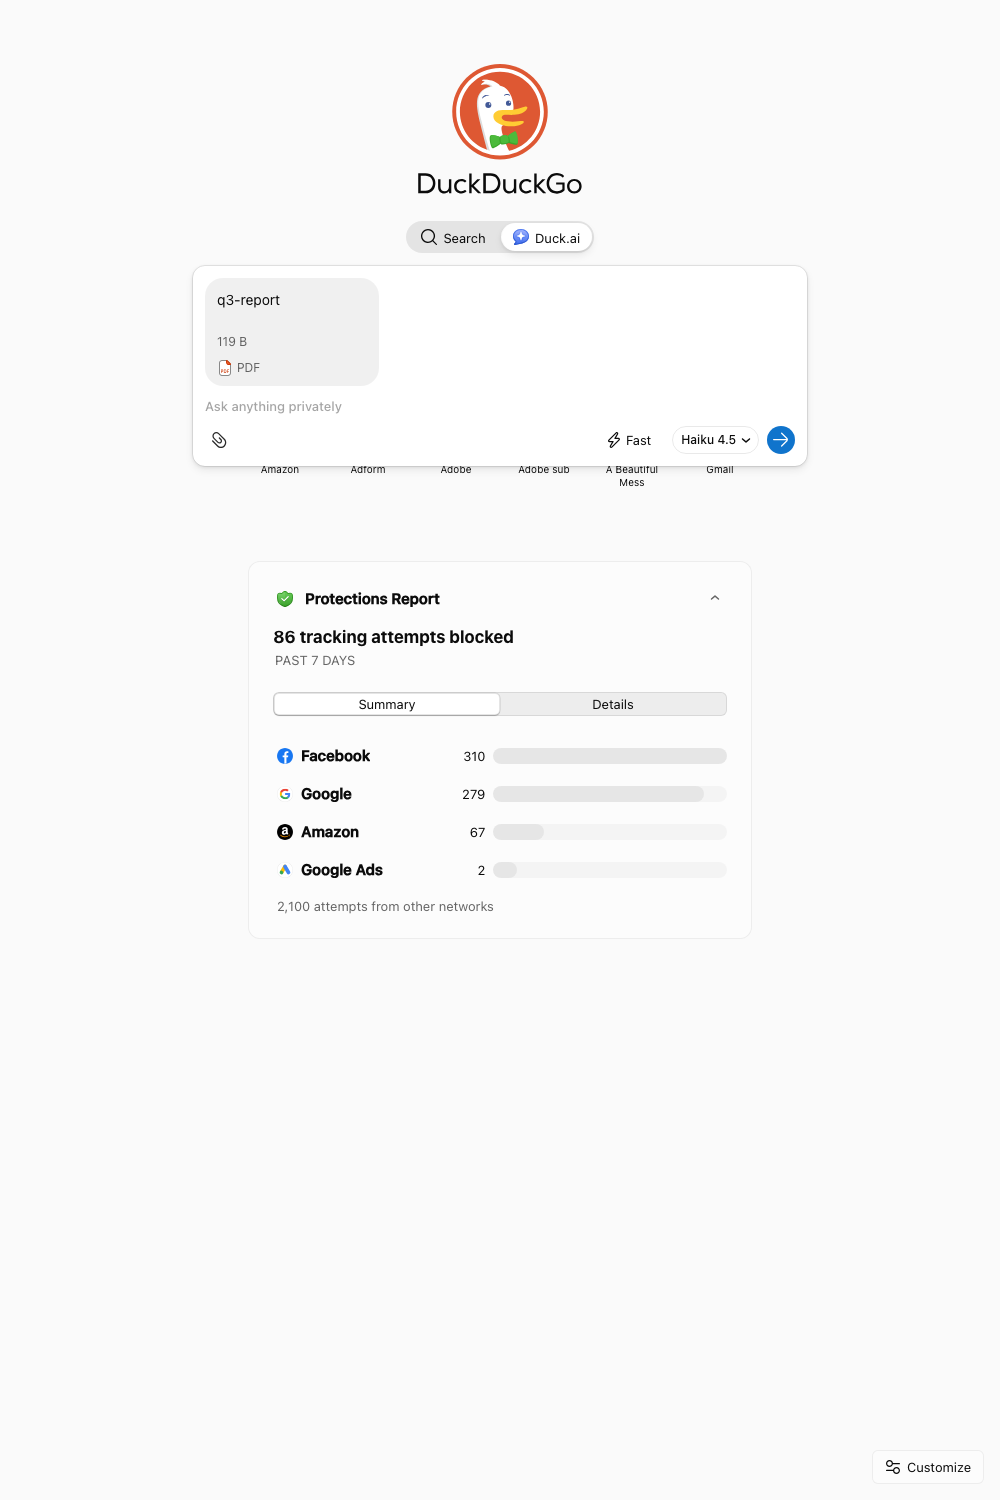 DuckDuckGo
Search
Duck.ai
q3-report
119 B
PDF
Ask anything privately
Fast
Haiku 4.5
Amazon
Adform
Adobe
Adobe sub
A Beautiful
Mess
Gmail
Protections Report
86 tracking attempts blocked
PAST 7 DAYS
Summary
Details
Facebook 310
Google 279
Amazon 67
Google Ads 2
2,100 attempts from other networks
Customize